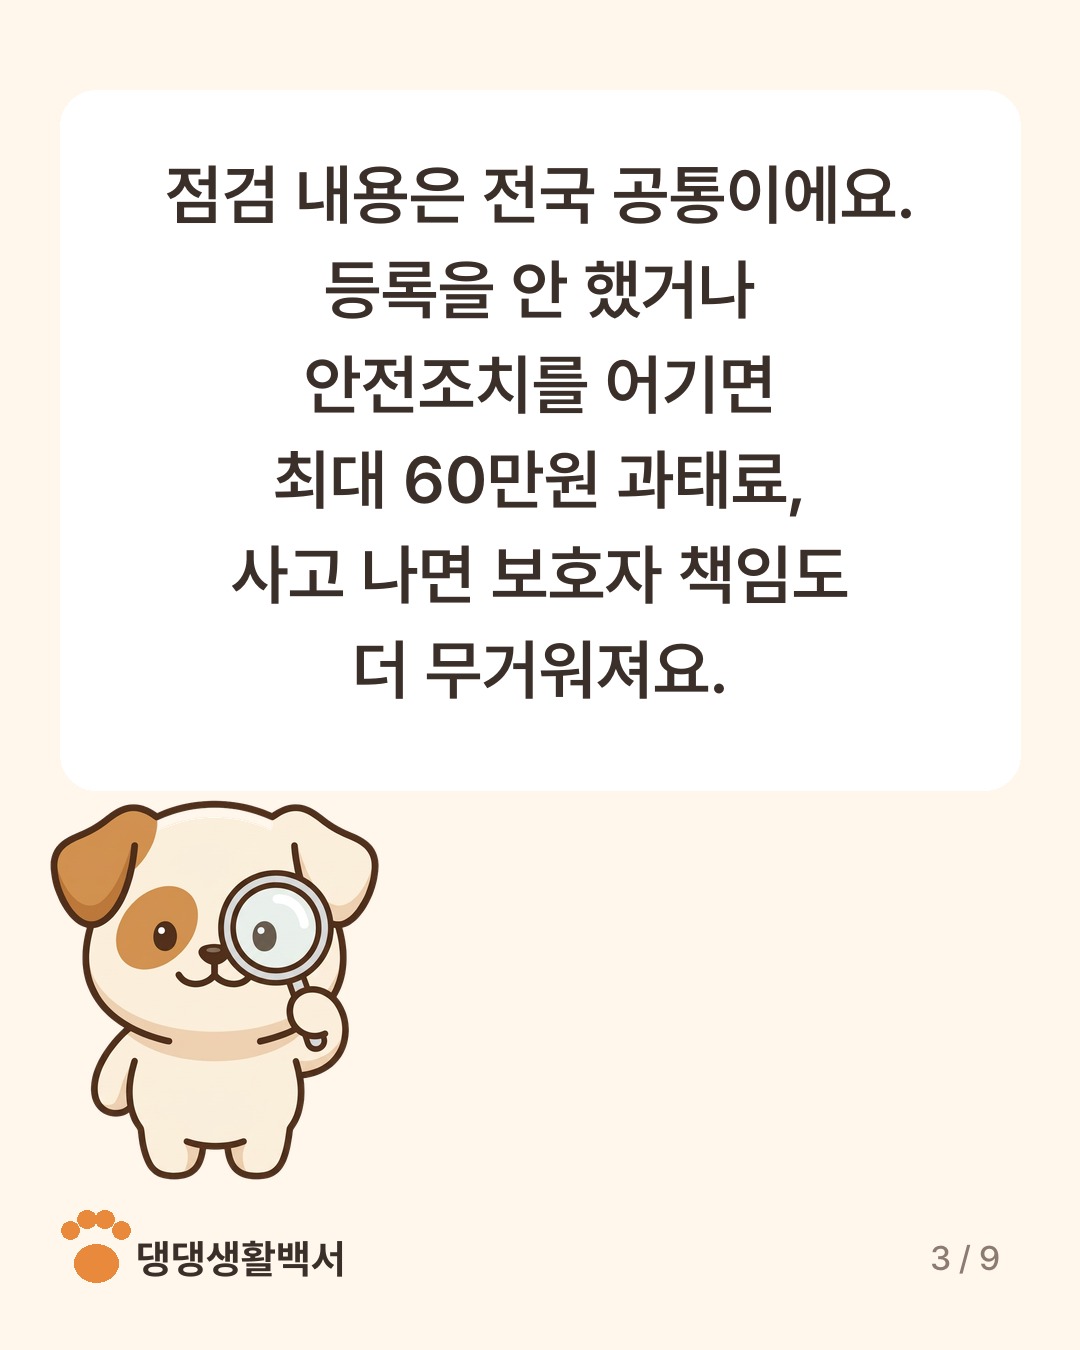 점검 내용은 전국 공통이에요.
등록을 안 했거나
안전조치를 어기면
최대 60만원 과태료,
사고 나면 보호자 책임도
더 무거워져요.
댕댕생활백서
3 / 9